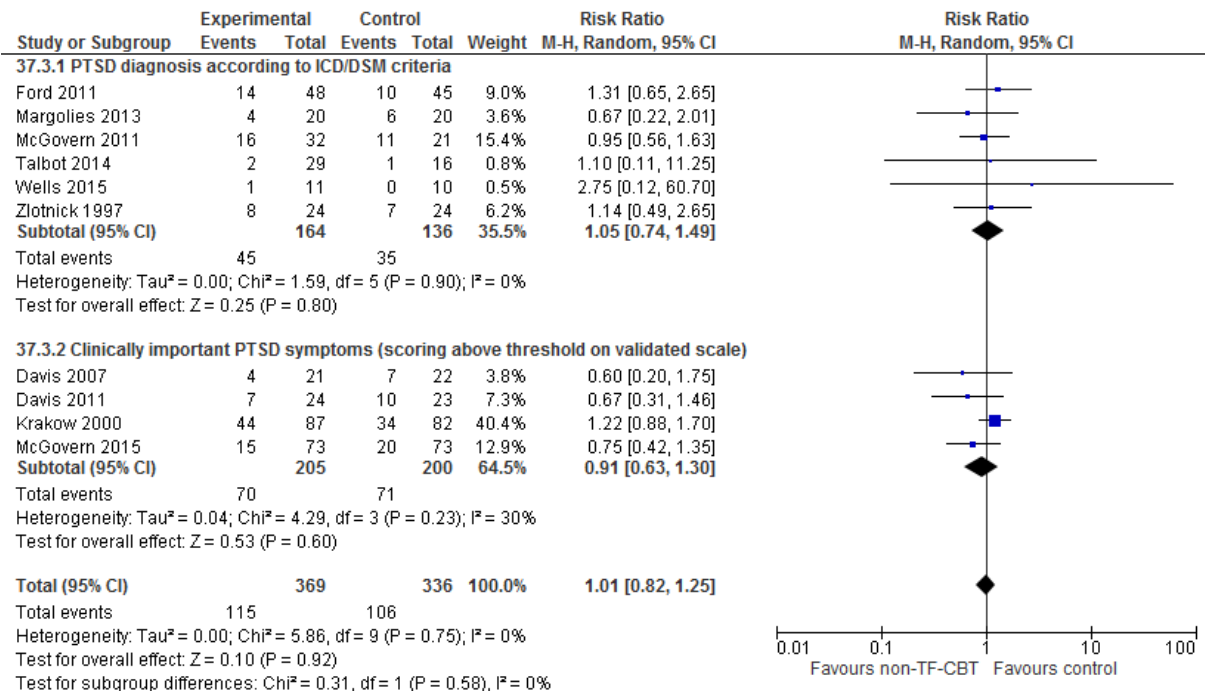 Experimental Control Risk Ratio Risk Ratio
Study or Subgroup Events Total Events Total Weight M-H, Random, 95% CI M-H, Random, 95% CI
37.3.1 PTSD diagnosis according to ICD/DSM criteria
Ford 2011 14 48 10 45 9.0% 1.31 [0.65, 2.65]
Margolies 2013 4 20 6 20 3.6% 0.67 [0.22, 2.01]
McGovern 2011 16 32 11 21 15.4% 0.95 [0.56, 1.63]
Talbot 2014 2 29 1 16 0.8% 1.10 [0.11, 11.25]
Wells 2015 1 11 0 10 0.5% 2.75 [0.12, 60.70]
Zlotnick 1997 8 24 7 24 6.2% 1.14 [0.49, 2.65]
Subtotal (95% CI) 164 136 35.5% 1.05 [0.74, 1.49]
Total events 45 35
Heterogeneity: Tau² = 0.00; Chi² = 1.59, df = 5 (P = 0.90); I² = 0%
Test for overall effect: Z = 0.25 (P = 0.80)
37.3.2 Clinically important PTSD symptoms (scoring above threshold on validated scale)
Davis 2007 4 21 7 22 3.8% 0.60 [0.20, 1.75]
Davis 2011 7 24 10 23 7.3% 0.67 [0.31, 1.46]
Krakow 2000 44 87 34 82 40.4% 1.22 [0.88, 1.70]
McGovern 2015 15 73 20 73 12.9% 0.75 [0.42, 1.35]
Subtotal (95% CI) 205 200 64.5% 0.91 [0.63, 1.30]
Total events 70 71
Heterogeneity: Tau² = 0.04; Chi² = 4.29, df = 3 (P = 0.23); I² = 30%
Test for overall effect: Z = 0.53 (P = 0.60)
Total (95% CI) 369 336 100.0% 1.01 [0.82, 1.25]
Total events 115 106
Heterogeneity: Tau² = 0.00; Chi² = 5.86, df = 9 (P = 0.75); I² = 0%
Test for overall effect: Z = 0.10 (P = 0.92)
Test for subgroup differences: Chi² = 0.31, df = 1 (P = 0.58), I² = 0%
0.01 0.1 1 10 100
Favours non-TF-CBT Favours control